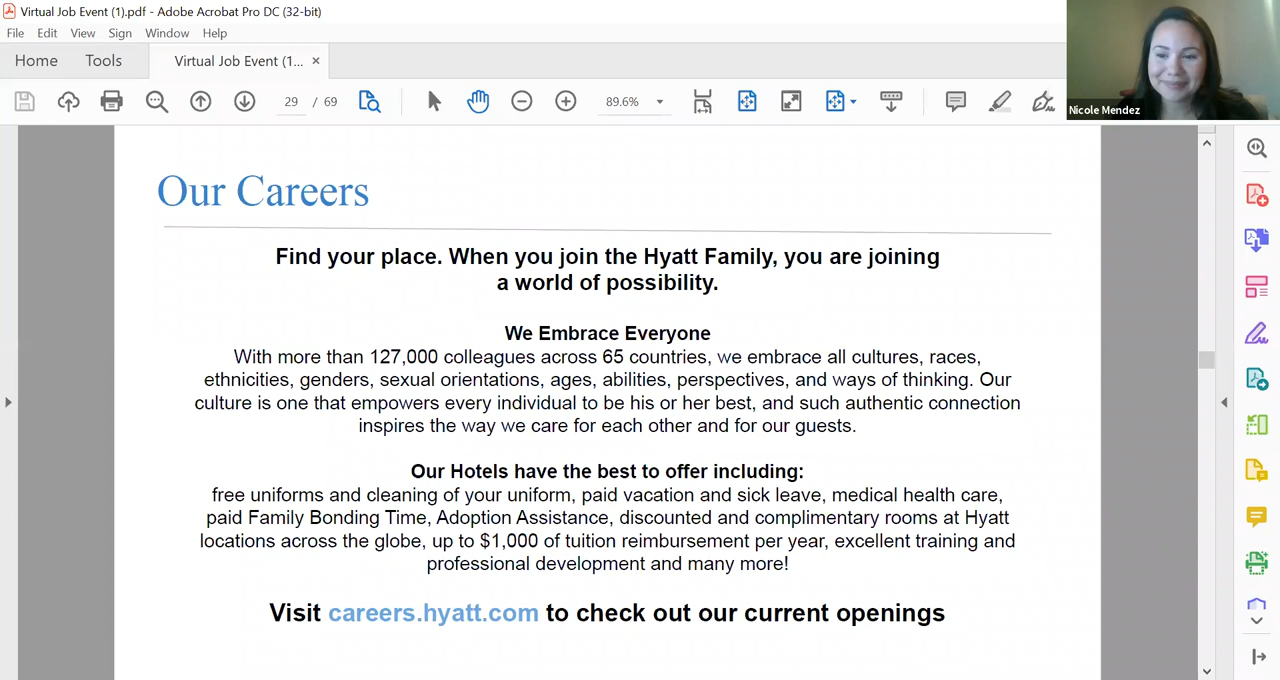 Virtual Job Event (1).pdf - Adobe Acrobat Pro DC (32-bit)
File Edit View Sign Window Help
Home Tools Virtual Job Event (1... ×
29 / 69 89.6%
Nicole Mendez
Our Careers
Find your place. When you join the Hyatt Family, you are joining
a world of possibility.
We Embrace Everyone
With more than 127,000 colleagues across 65 countries, we embrace all cultures, races,
ethnicities, genders, sexual orientations, ages, abilities, perspectives, and ways of thinking. Our
culture is one that empowers every individual to be his or her best, and such authentic connection
inspires the way we care for each other and for our guests.
Our Hotels have the best to offer including:
free uniforms and cleaning of your uniform, paid vacation and sick leave, medical health care,
paid Family Bonding Time, Adoption Assistance, discounted and complimentary rooms at Hyatt
locations across the globe, up to $1,000 of tuition reimbursement per year, excellent training and
professional development and many more!
Visit careers.hyatt.com to check out our current openings